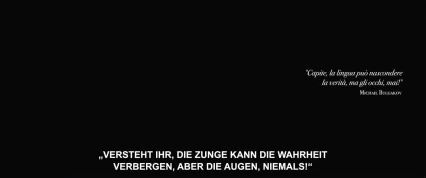 "Capite, la lingua può nascondere
la verità, ma gli occhi, mai!"
MICHAIL BULGAKOV
„VERSTEHT IHR, DIE ZUNGE KANN DIE WAHRHEIT
VERBERGEN, ABER DIE AUGEN, NIEMALS!“